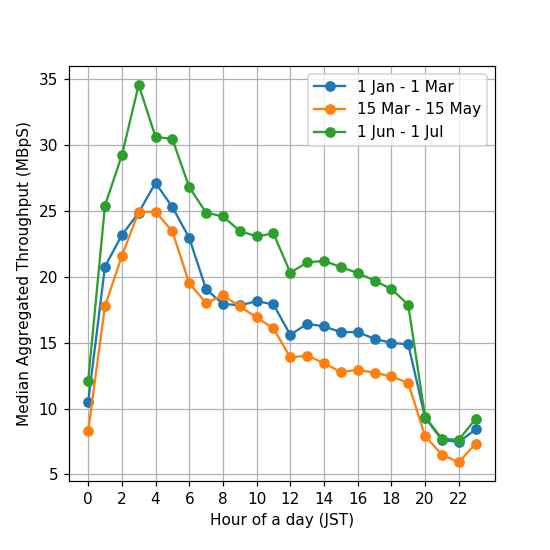 35
30
25
20
15
10
5
Median Aggregated Throughput (MBpS)
1 Jan - 1 Mar
15 Mar - 15 May
1 Jun - 1 Jul
0 2 4 6 8 10 12 14 16 18 20 22
Hour of a day (JST)